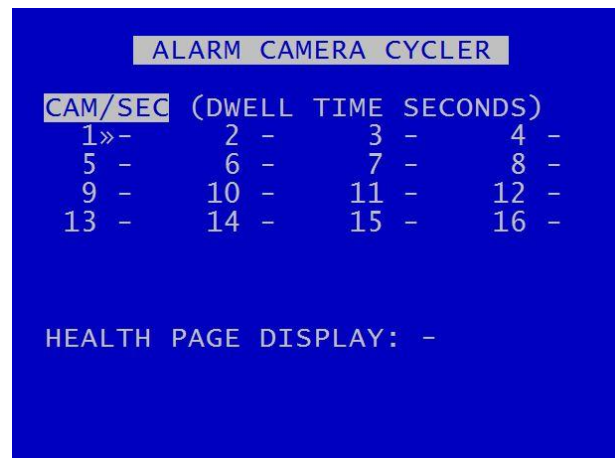 ALARM CAMERA CYCLER
CAM/SEC (DWELL TIME SECONDS)
1»- 2 - 3 - 4 -
5 - 6 - 7 - 8 -
9 - 10 - 11 - 12 -
13 - 14 - 15 - 16 -
HEALTH PAGE DISPLAY: -